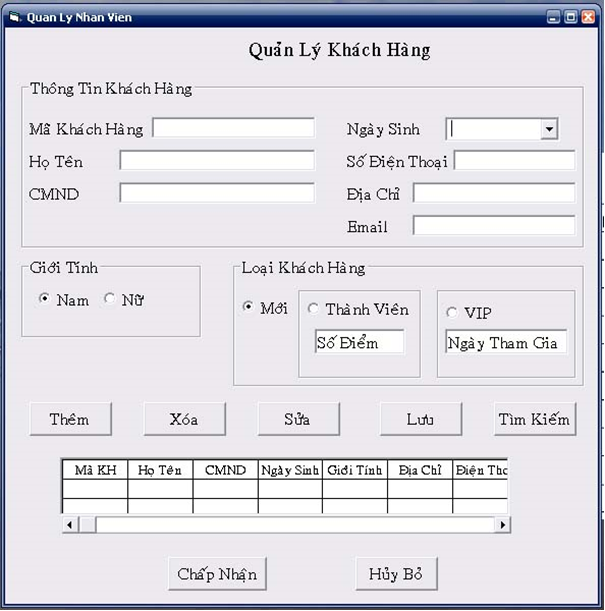 Quan Ly Nhan Vien
Quản Lý Khách Hàng
Thông Tin Khách Hàng
Mã Khách Hàng
Ngày Sinh
Họ Tên
Số Điện Thoại
CMND
Địa Chỉ
Email
Giới Tính
Loại Khách Hàng
Nam Nữ
Mới Thành Viên VIP
Số Điểm Ngày Tham Gia
Thêm Xóa Sửa Lưu Tìm Kiếm
Mã KH Họ Tên CMND Ngày Sinh Giới Tính Địa Chỉ Điện Tho
Chấp Nhận Hủy Bỏ